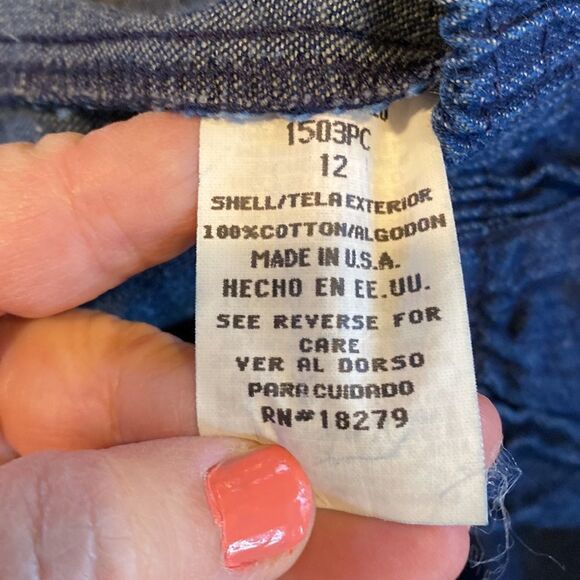 1503PC
12
SHELL/TELA EXTERIOR
100%COTTON/ALGODON
MADE IN U.S.A.
HECHO EN EE.UU.
SEE REVERSE FOR
CARE
VER AL DORSO
PARA CUIDADO
RN#18279